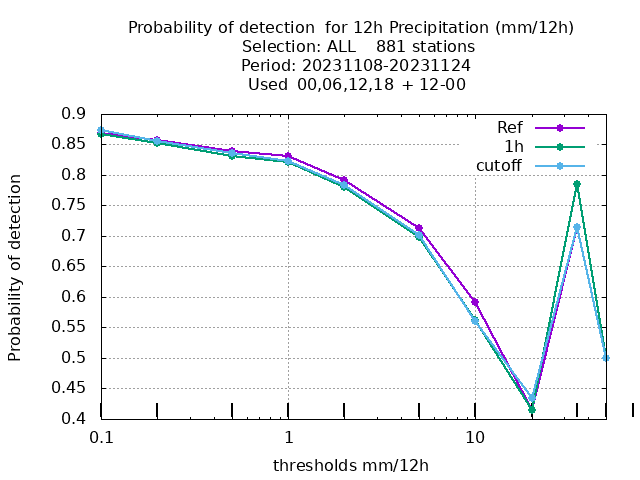 Probability of detection  for 12h Precipitation (mm/12h)
Selection: ALL    881 stations
Period: 20231108-20231124
Used  00,06,12,18 + 12-00
Probability of detection
0.9
0.85
0.8
0.75
0.7
0.65
0.6
0.55
0.5
0.45
0.4
Ref
1h
cutoff
0.1
1
10
thresholds mm/12h